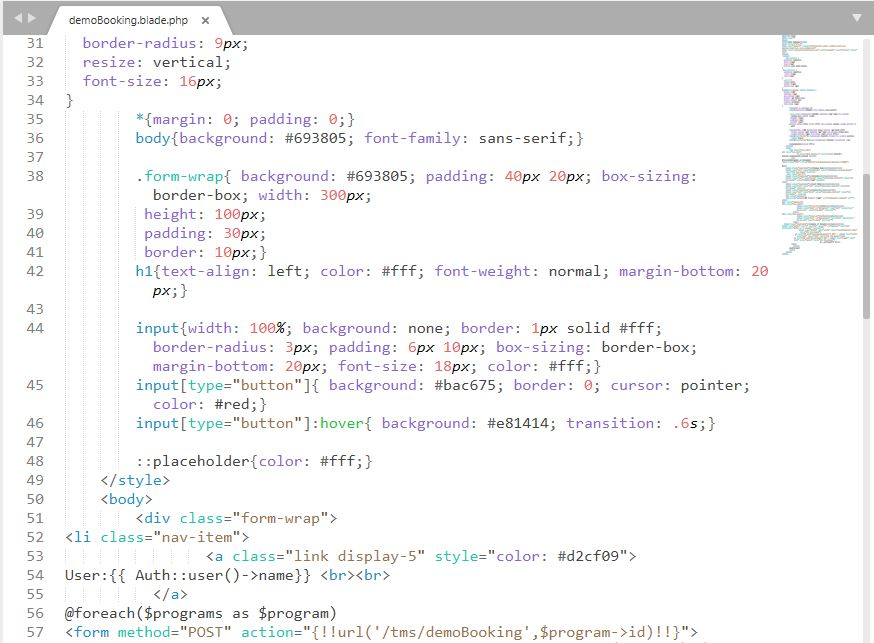 demoBooking.blade.php ×
31 border-radius: 9px;
32 resize: vertical;
33 font-size: 16px;
34 }
35 *{margin: 0; padding: 0;}
36 body{background: #693805; font-family: sans-serif;}
37
38 .form-wrap{ background: #693805; padding: 40px 20px; box-sizing:
border-box; width: 300px;
39 height: 100px;
40 padding: 30px;
41 border: 10px;}
42 h1{text-align: left; color: #fff; font-weight: normal; margin-bottom: 20
px;}
43
44 input{width: 100%; background: none; border: 1px solid #fff;
border-radius: 3px; padding: 6px 10px; box-sizing: border-box;
margin-bottom: 20px; font-size: 18px; color: #fff;}
45 input[type="button"]{ background: #bac675; border: 0; cursor: pointer;
color: #red;}
46 input[type="button"]:hover{ background: #e81414; transition: .6s;}
47
48 ::placeholder{color: #fff;}
49 </style>
50 <body>
51 <div class="form-wrap">
52 <li class="nav-item">
53 <a class="link display-5" style="color: #d2cf09">
54 User:{{ Auth::user()->name}} <br><br>
55 </a>
56 @foreach($programs as $program)
57 <form method="POST" action="{!!url('/tms/demoBooking',$program->id)!!}">